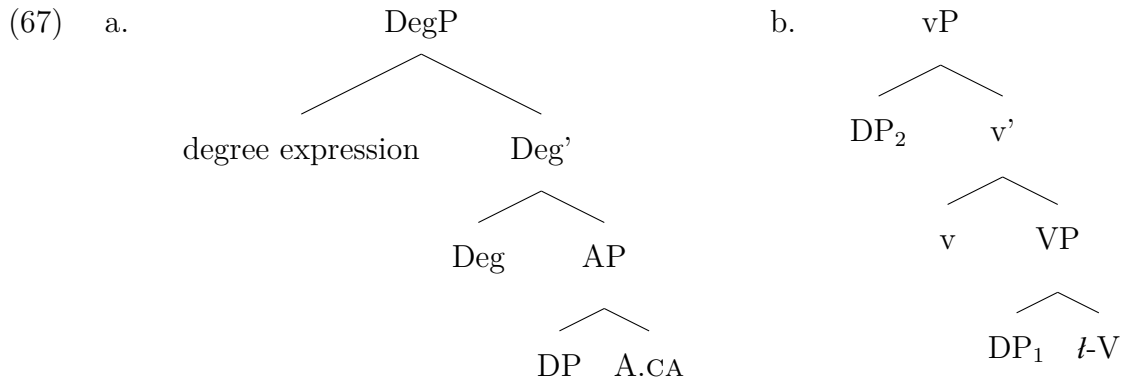 (67) a. DegP b. vP
degree expression Deg' DP₂ v'
Deg AP v VP
DP A.CA DP₁ ł-V